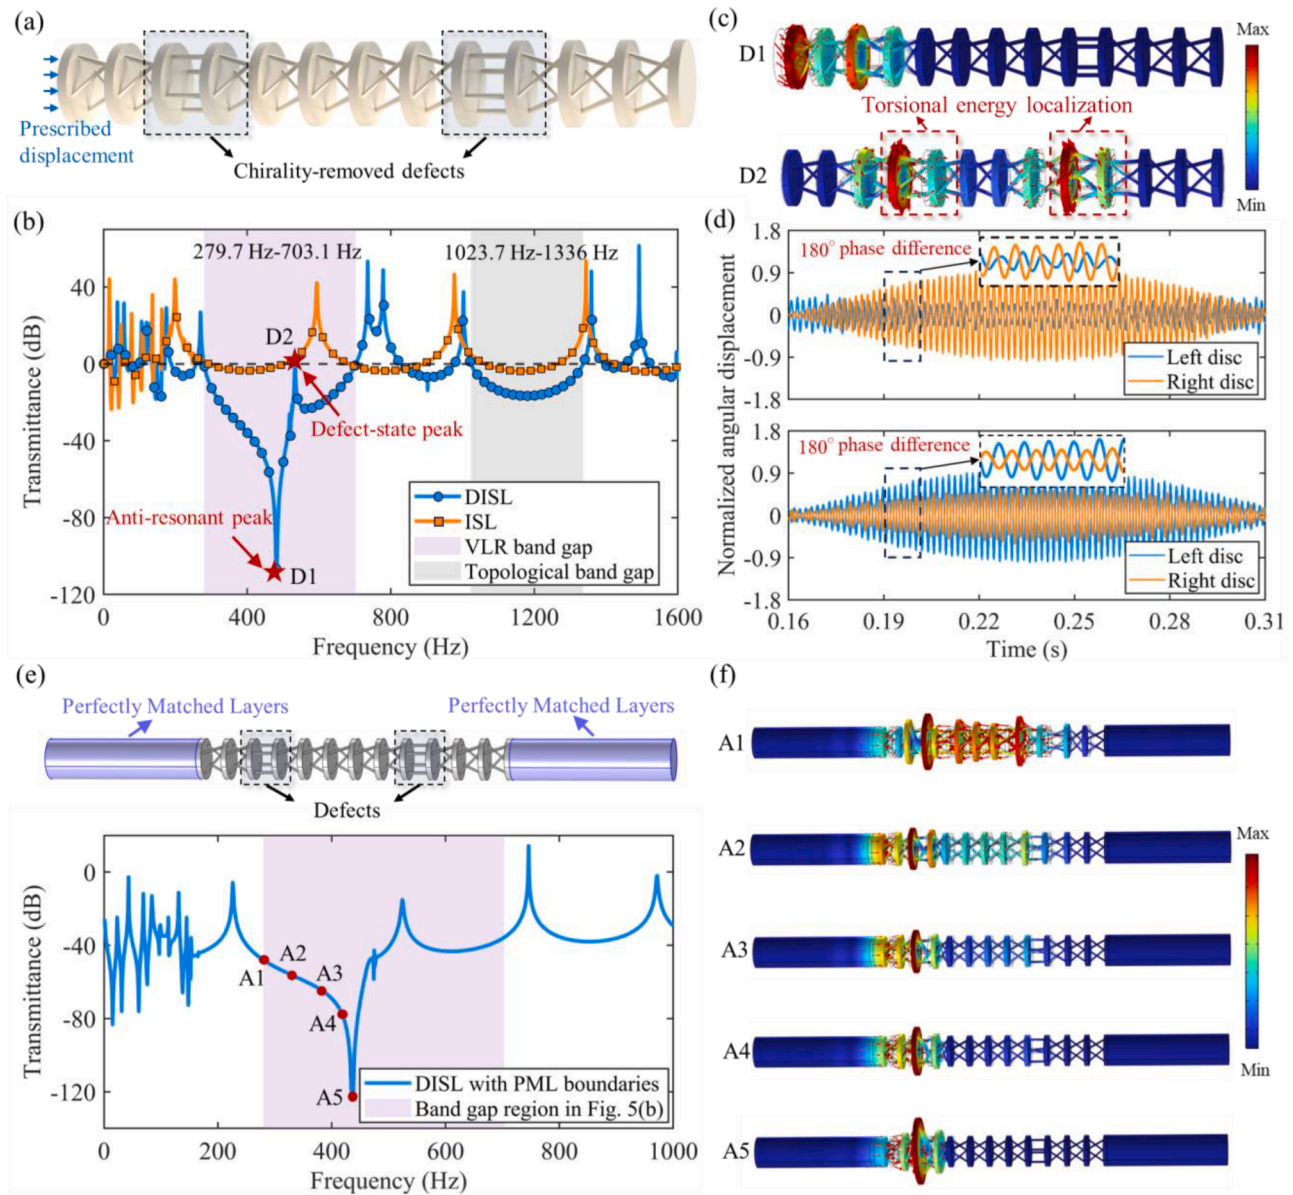 (a)
Prescribed
displacement
Chirality-removed defects
(b)
279.7 Hz-703.1 Hz
1023.7 Hz-1336 Hz
D2
Defect-state peak
Anti-resonant peak
D1
DISL
ISL
VLR band gap
Topological band gap
Transmittance (dB)
40
0
-40
-80
-120
0
400
800
1200
1600
Frequency (Hz)
(c)
D1
Torsional energy localization
D2
Max
Min
(d)
Normalized angular displacement
1.8
0.9
0
-0.9
-1.8
180° phase difference
Left disc
Right disc
1.8
0.9
0
-0.9
-1.8
180° phase difference
Left disc
Right disc
0.16
0.19
0.22
0.25
0.28
0.31
Time (s)
(e)
Perfectly Matched Layers
Perfectly Matched Layers
Defects
Transmittance (dB)
0
-40
-80
-120
A1
A2
A3
A4
A5
DISL with PML boundaries
Band gap region in Fig. 5(b)
0
200
400
600
800
1000
Frequency (Hz)
(f)
A1
A2
A3
A4
A5
Max
Min